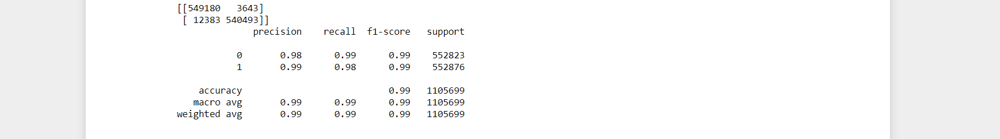 [[549180   3643]
 [ 12383 540493]]
              precision    recall  f1-score   support

           0       0.98      0.99      0.99    552823
           1       0.99      0.98      0.99    552876

    accuracy                           0.99   1105699
   macro avg       0.99      0.99      0.99   1105699
weighted avg       0.99      0.99      0.99   1105699